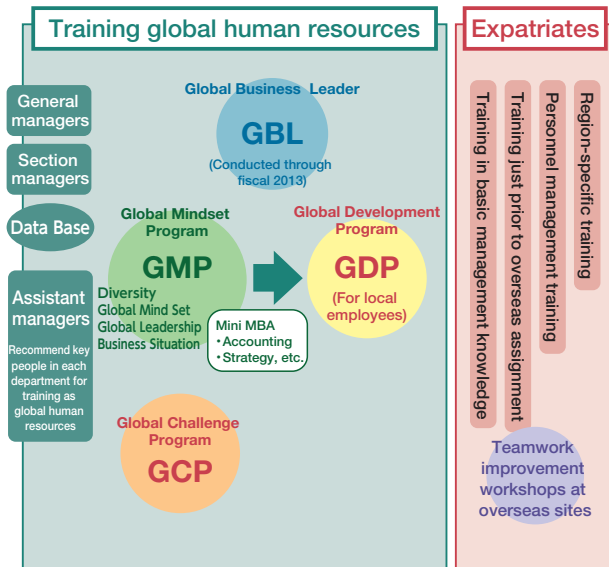 Training global human resources
Expatriates
General
managers
Section
managers
Data Base
Assistant
managers
Recommend key
people in each
department for
training as
global human
resources
Global Business Leader
GBL
(Conducted through
fiscal 2013)
Global Mindset
Program
GMP
Diversity
Global Mind Set
Global Leadership
Business Situation
Mini MBA
•Accounting
•Strategy, etc.
Global Development
Program
GDP
(For local
employees)
Global Challenge
Program
GCP
Training in basic management knowledge
Training just prior to overseas assignment
Personnel management training
Region-specific training
Teamwork
improvement
workshops at
overseas sites